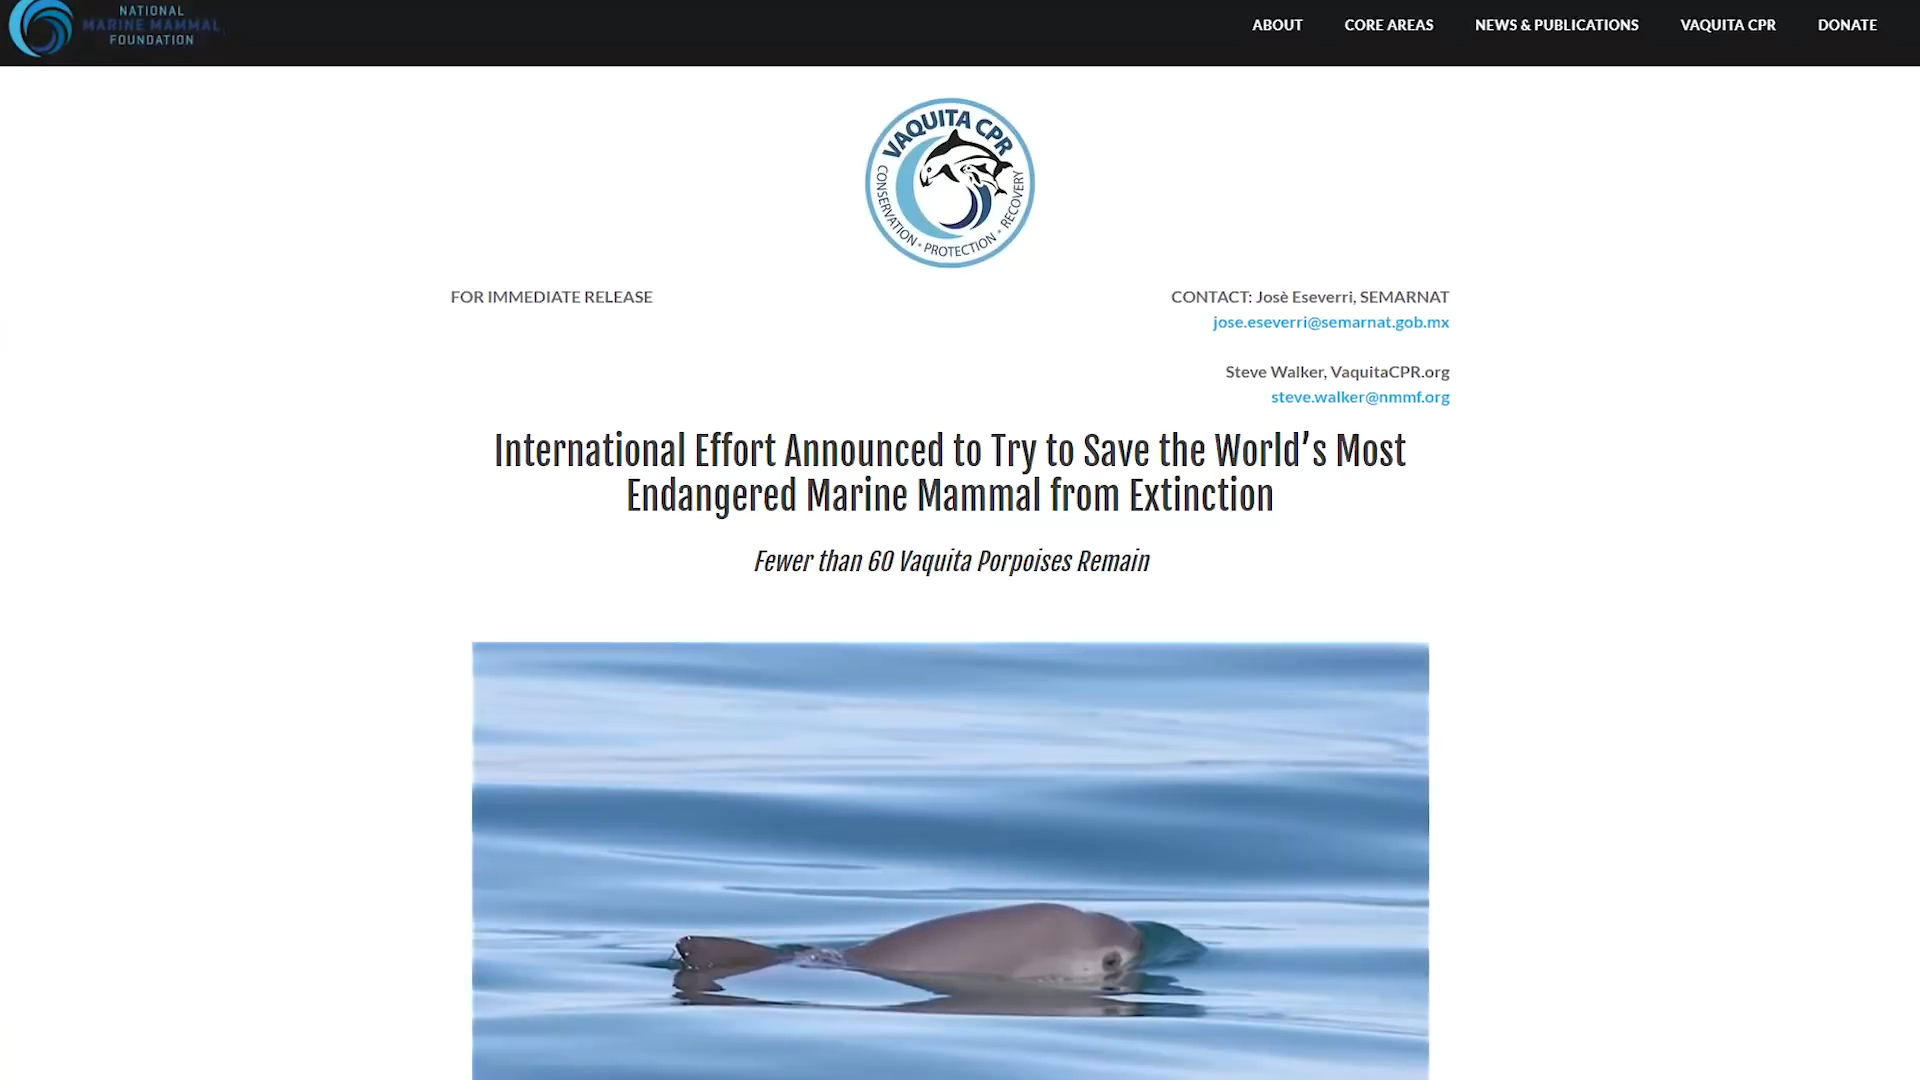 NATIONAL
MARINE MAMMAL
FOUNDATION
ABOUT
CORE AREAS
NEWS & PUBLICATIONS
VAQUITA CPR
DONATE
VAQUITA CPR
CONSERVATION • PROTECTION • RECOVERY
FOR IMMEDIATE RELEASE
CONTACT: Josè Eseverri, SEMARNAT
jose.eseverri@semarnat.gob.mx
Steve Walker, VaquitaCPR.org
steve.walker@nmmf.org
International Effort Announced to Try to Save the World’s Most
Endangered Marine Mammal from Extinction
Fewer than 60 Vaquita Porpoises Remain